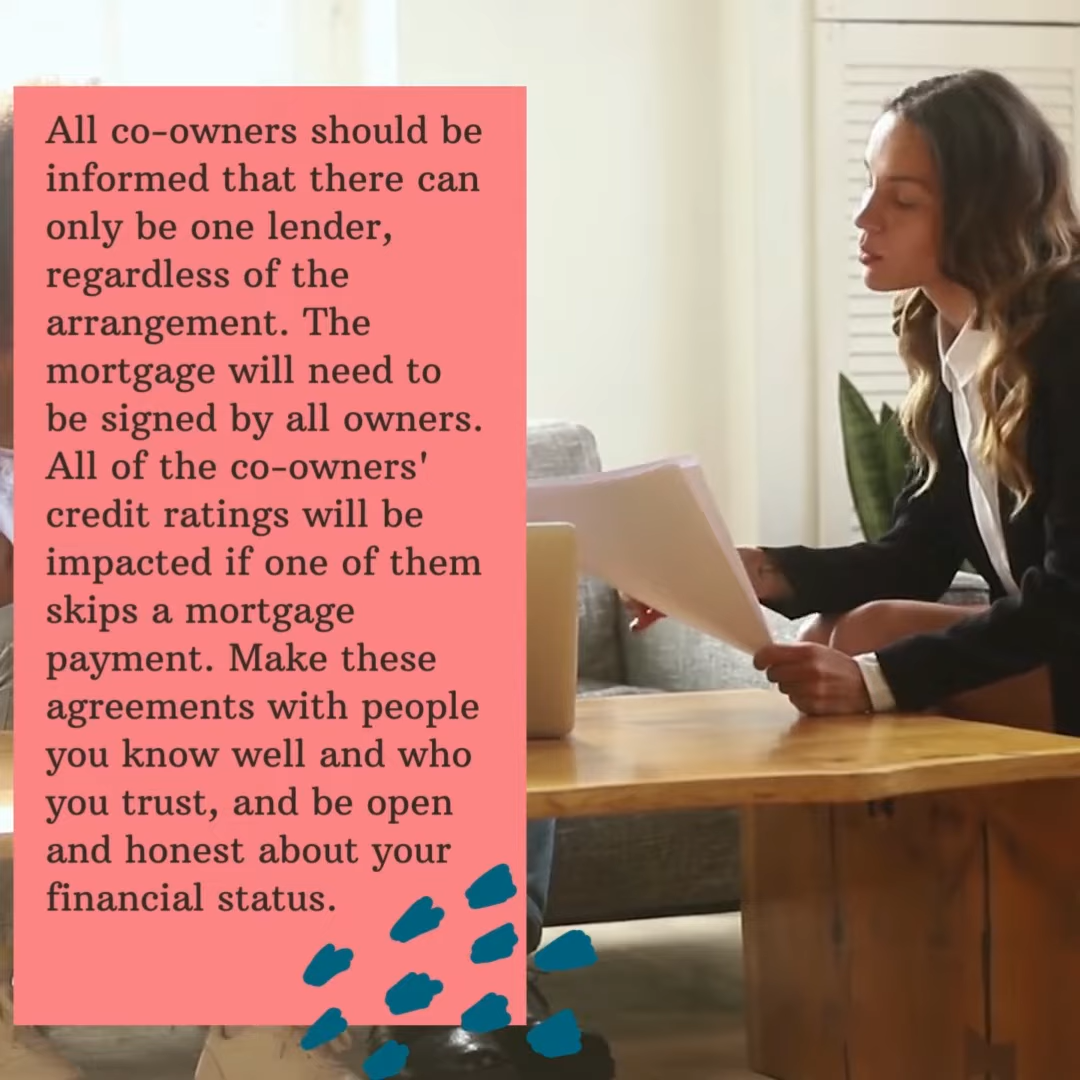 All co-owners should be
informed that there can
only be one lender,
regardless of the
arrangement. The
mortgage will need to
be signed by all owners.
All of the co-owners'
credit ratings will be
impacted if one of them
skips a mortgage
payment. Make these
agreements with people
you know well and who
you trust, and be open
and honest about your
financial status.